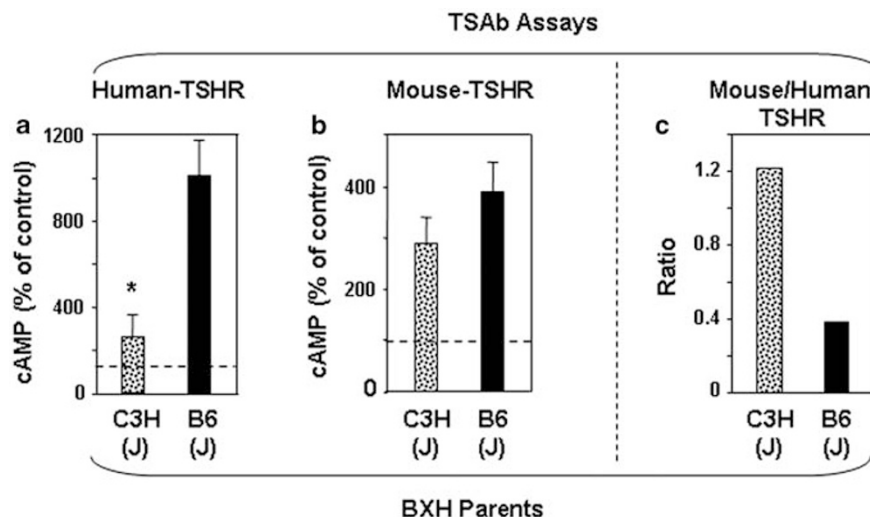 TSAb Assays
Human-TSHR
Mouse-TSHR
Mouse/Human
TSHR
a
cAMP (% of control)
1200
1000
800
400
0
*
C3H
(J)
B6
(J)
b
cAMP (% of control)
400
200
0
C3H
(J)
B6
(J)
c
Ratio
1.2
0.8
0.4
0
C3H
(J)
B6
(J)
BXH Parents